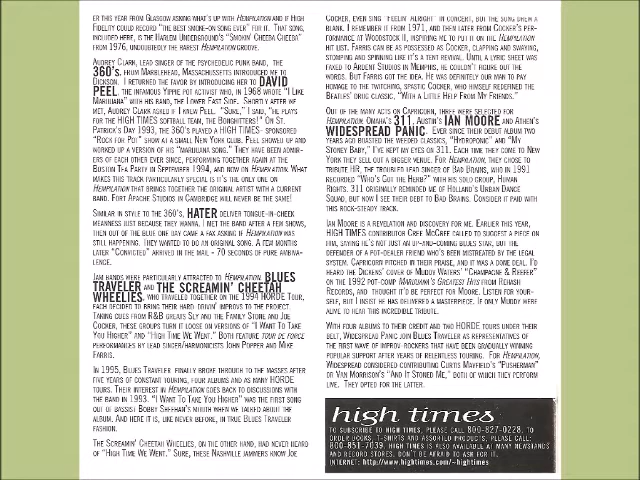 er this year from Glasgow asking what's up with Hempilation and if High
Fidelity could record "the best smoke-on song ever" for it. That song,
included here, is the Harlem Underground's "Smokin' Cheeba Cheeba"
from 1976, undoubtedly the rarest Hempilation groove.
Audrey Clark, lead singer of the psychedelic punk band, the
360's, from Marblehead, Massachusetts introduced me to
Dickson. I returned the favor by introducing her to DAVID
PEEL, the infamous Yippie pot activist who, in 1968 wrote "I Like
Marijuana" with his band, the Lower East Side. Shortly after we
met, Audrey Clark asked if I knew Peel. "Sure," I said, "he plays
for the HIGH TIMES softball team, the Bonghitters!" On St.
Patrick's Day 1993, the 360's played a HIGH TIMES- sponsored
"Rock for Pot" show at a small New York club. Peel showed up and
worked up a version of his "Marijuana Song." They have been admir-
ers of each other ever since, performing together again at the
Boston Tea Party in September 1994, and now on Hempilation. What
makes this track particularly special is it's the only one on
Hempilation that brings together the original artist with a current
band. Fort Apache Studios in Cambridge will never be the same!
Similar in style to the 360's, HATER deliver tongue-in-cheek
meanness just because they wanna. I met the band after a few shows,
then out of the blue one day came a fax asking if Hempilation was
still happening. They wanted to do an original song. A few months
later "Convicted" arrived in the mail - 70 seconds of pure ambiva-
lence.
Jam bands were particularly attracted to Hempilation. BLUES
TRAVELER and THE SCREAMIN' CHEETAH
WHEELIES, who traveled together on the 1994 HORDE Tour,
each decided to bring their hard-drivin' improvs to the project.
Taking cues from R&B greats Sly and the Family Stone and Joe
Cocker, these groups turn it loose on versions of "I Want To Take
You Higher" and "High Time We Went." Both feature tour de force
performances by lead singer/harmonicists John Popper and Mike
Farris.
In 1995, Blues Traveler finally broke through to the masses after
five years of constant touring, four albums and as many HORDE
tours. Their interest in Hempilation goes back to discussions with
the band in 1993. "I Want To Take You Higher" was the first song
out of bassist Bobby Sheehan's mouth when we talked about the
album. And here it is, like never before, in true Blues Traveler
fashion.
The Screamin' Cheetah Wheelies, on the other hand, had never heard
of "High Time We Went." Sure, these Nashville jammers know Joe
Cocker, even sing "Feelin' Alright" in concert, but the song drew a
blank. I remember it from 1971, and then later from Cocker's per-
formance at Woodstock II, inspiring me to put it on the Hempilation
hit list. Farris can be as possessed as Cocker, clapping and swaying,
stomping and spinning like it's a tent revival. Until a lyric sheet was
faxed to Ardent Studios in Memphis, he couldn't figure out the
words. But Farris got the idea. He was definitely our man to pay
homage to the twitching, spastic Cocker, who himself redefined the
Beatles' drug classic, "With a Little Help From My Friends."
Out of the many acts on Capricorn, three were selected for
Hempilation: Omaha's 311, Austin's IAN MOORE and Athen's
WIDESPREAD PANIC. Ever since their debut album two
years ago boasted the weeded classics, "Hydroponic" and "My
Stoney Baby," I've kept my eyes on 311. Each time they come to New
York they sell out a bigger venue. For Hempilation, they chose to
tribute HR, the troubled lead singer of Bad Brains, who in 1991
recorded "Who's Got the Herb?" with his solo group, Human
Rights. 311 originally reminded me of Holland's Urban Dance
Squad, but now I see their debt to Bad Brains. Consider it paid with
this rock-steady track.
Ian Moore is a revelation and discovery for me. Earlier this year,
HIGH TIMES contributor Cree McCree called to suggest a piece on
him, saying he's not just an up-and-coming blues star, but the
defender of a pot-dealer friend who's been mistreated by the legal
system. Capricorn pitched in their praise, and it was a done deal. I'd
heard the Dickens' cover of Muddy Waters' "Champagne & Reefer"
on the 1992 pot-comp Marijuana's Greatest Hits from Rehash
Records, and thought it'd be perfect for Moore. Listen for your-
self, but I insist he has delivered a masterpiece. If only Muddy were
alive to hear this incredible tribute.
With four albums to their credit and two HORDE tours under their
belt, Widespread Panic join Blues Traveler as representatives of
the first wave of improv-rockers that have been gradually winning
popular support after years of relentless touring. For Hempilation,
Widespread considered contributing Curtis Mayfield's "Pusherman"
or Van Morrison's "And It Stoned Me," both of which they perform
live. They opted for the latter.
high times
TO SUBSCRIBE TO HIGH TIMES, PLEASE CALL 800-827-0228. TO
ORDER BOOKS, T-SHIRTS AND ASSORTED PRODUCTS, PLEASE CALL:
800-851-7039. HIGH TIMES IS ALSO AVAILABLE AT MANY NEWSSTANDS
AND RECORD STORES. DON'T BE AFRAID TO ASK FOR IT.
INTERNET: http://www.hightimes.com/~hightimes